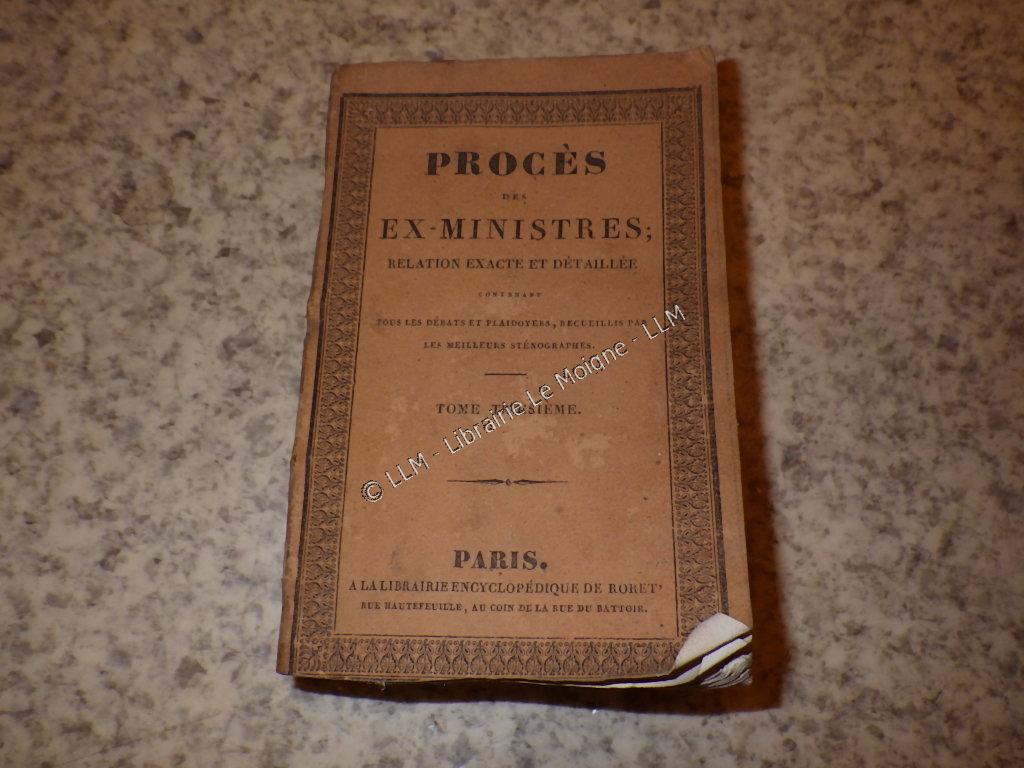 PROCÈS
DES
EX-MINISTRES;
RELATION EXACTE ET DÉTAILLÉE
CONTENANT
TOUS LES DÉBATS ET PLAIDOYERS, RECUEILLIS PAR
LES MEILLEURS STÉNOGRAPHES.
TOME TROISIÈME.
© LLM - Librairie Le Moigne - LLM
PARIS.
A LA LIBRAIRIE ENCYCLOPÉDIQUE DE RORET,
RUE HAUTEFEUILLE, AU COIN DE LA RUE DU BATTOIR.